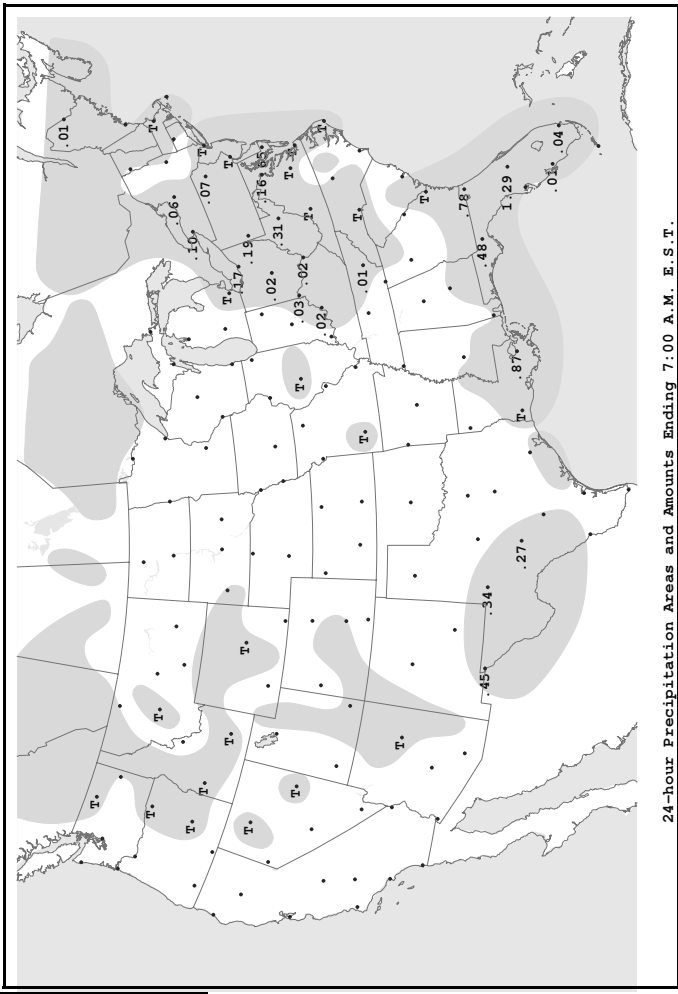 .01
T
T
T
T
.06
T
.10
T
T
.07
T
T
T
.17
T
.19
T
.16
.65
.02
.31
T
T
.03
T
.02
T
.02
T
T
.01
T
T
T
.78
.48
.45
.34
1.29
.87
T
.27
.01
.04
24-hour Precipitation Areas and Amounts Ending 7:00 A.M. E.S.T.